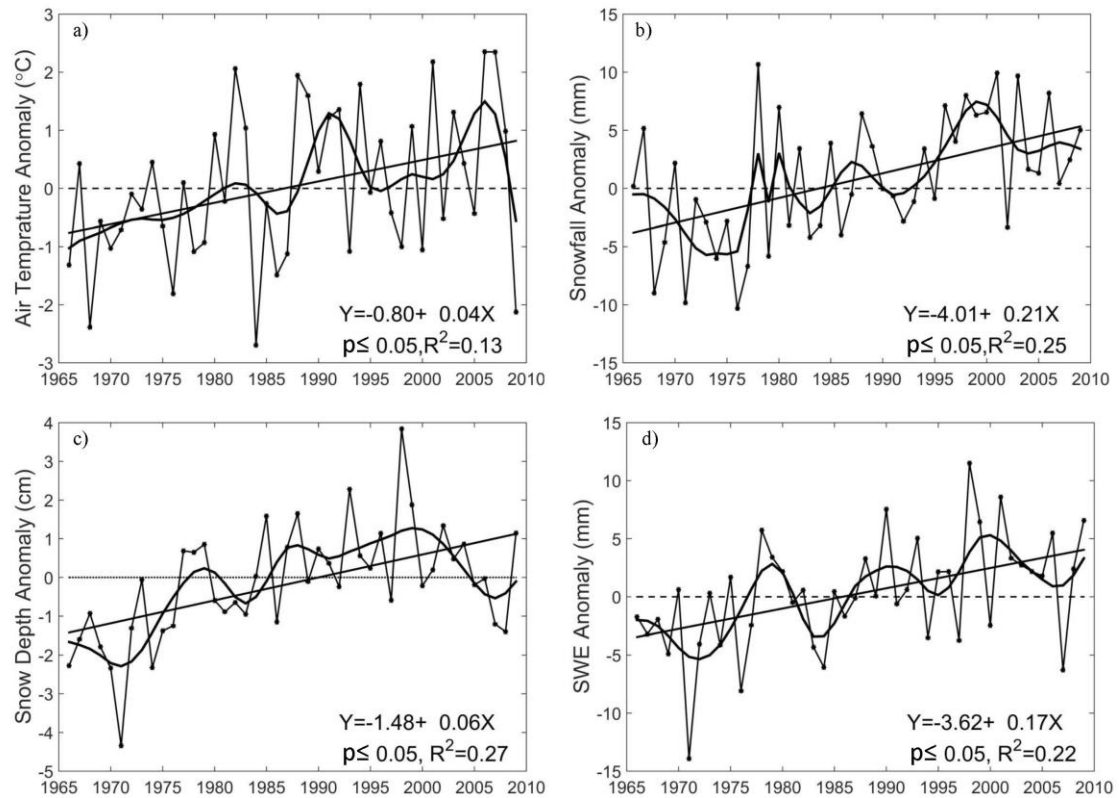 a)
Air Temprature Anomaly (°C)
3
2
1
0
-1
-2
-3
Y=-0.80+ 0.04X
p≤ 0.05,R²=0.13
1965 1970 1975 1980 1985 1990 1995 2000 2005 2010
b)
Snowfall Anomaly (mm)
15
10
5
0
-5
-10
-15
Y=-4.01+ 0.21X
p≤ 0.05,R²=0.25
1965 1970 1975 1980 1985 1990 1995 2000 2005 2010
c)
Snow Depth Anomaly (cm)
4
3
2
1
0
-1
-2
-3
-4
-5
Y=-1.48+ 0.06X
p≤ 0.05, R²=0.27
1965 1970 1975 1980 1985 1990 1995 2000 2005 2010
d)
SWE Anomaly (mm)
15
10
5
0
-5
-10
-15
Y=-3.62+ 0.17X
p≤ 0.05, R²=0.22
1965 1970 1975 1980 1985 1990 1995 2000 2005 2010